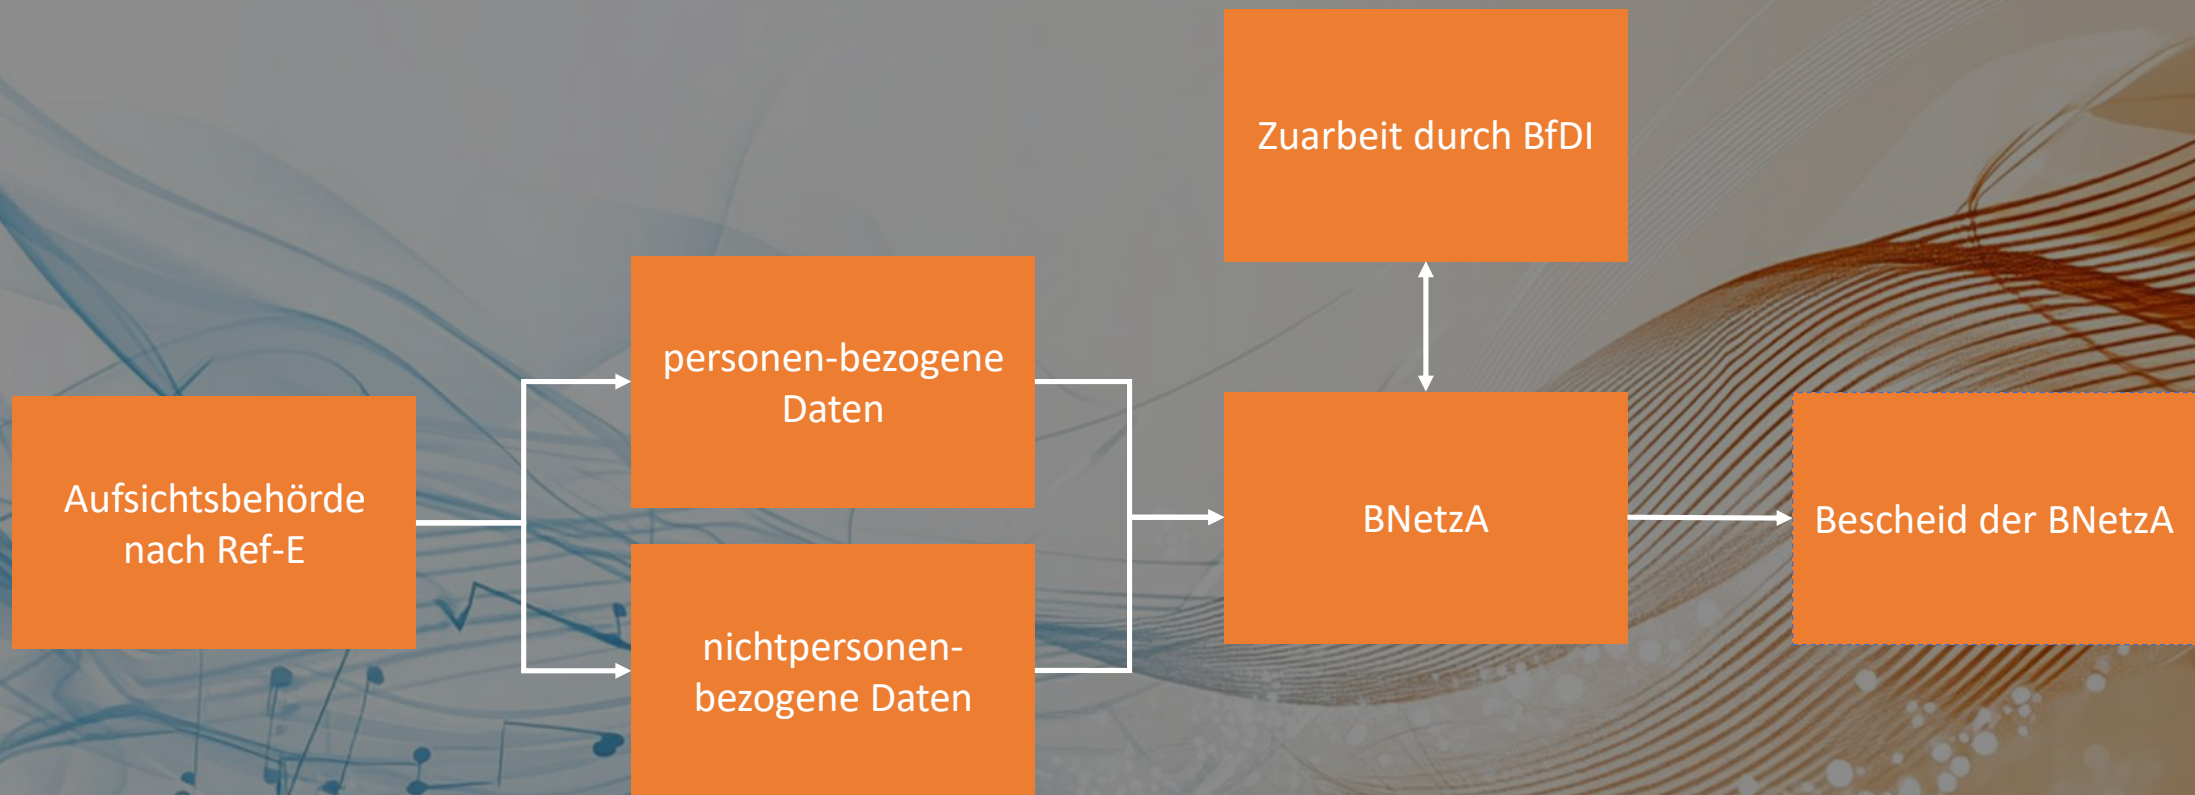 Aufsichtsbehörde
nach Ref-E
personen-bezogene
Daten
nichtpersonen-
bezogene Daten
Zuarbeit durch BfDI
BNetzA
Bescheid der BNetzA